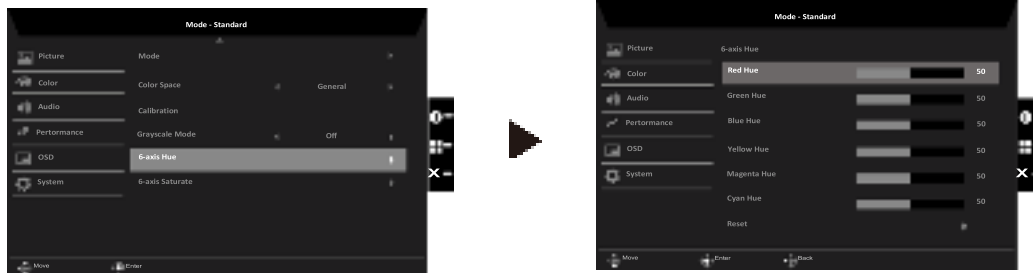 Mode - Standard
Picture
Color
Audio
Pertormance
OSD
System
Mode
Color Space General
Calibration
Grayscale Mode Off
6-axis Hue
6-axis Saturate
Move Enter
Mode - Standard
Picture
Color
Audio
Pertormance
OSD
System
6-axis Hue
Red Hue 50
Green Hue 50
Blue Hue 50
Yellow Hue 50
Magenta Hue 50
Cyan Hue 50
Reset
Move Enter Back